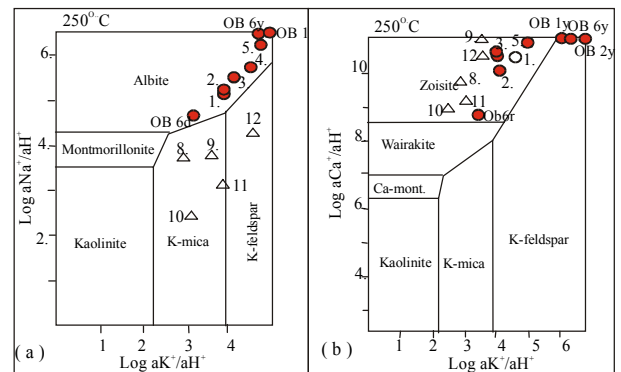 250°C
OB 6y
OB 1
6.
5.
4.
Albite
2.
3
1.
OB 6d
12
4.
Montmorillonite
8.
9.
11
2.
10
Kaolinite
K-mica
K-feldspar
Log aNa⁺/aH⁺
1 2 3 4
Log aK⁺/aH⁺
( a )
250°C
OB 1y OB 6y
9.
5.
OB 2y
10.
12
3.
1.
Zoisite
8.
2.
10
11
Ob6r
8.
Wairakite
Ca-mont.
6.
K-feldspar
Kaolinite
K-mica
4.
Log aCa⁺/aH⁺
1 2 3 4 5 6
Log aK⁺/aH⁺
( b )